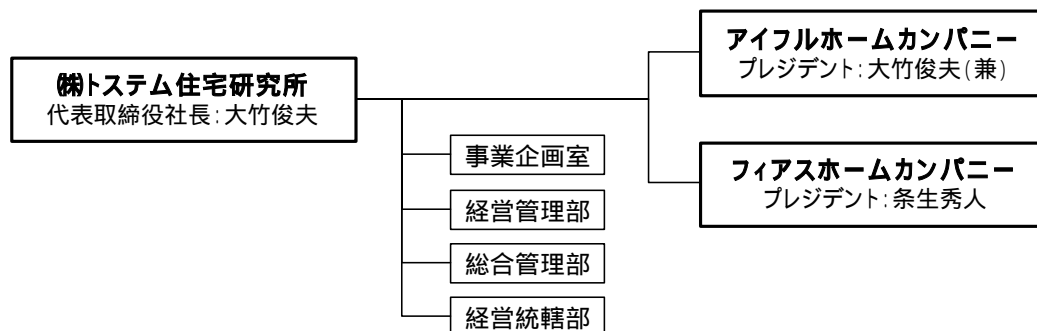 ㈱トステム住宅研究所
代表取締役社長:大竹俊夫
事業企画室
経営管理部
総合管理部
経営統轄部
アイフルホームカンパニー
プレジデント:大竹俊夫(兼)
フィアスホームカンパニー
プレジデント:条生秀人